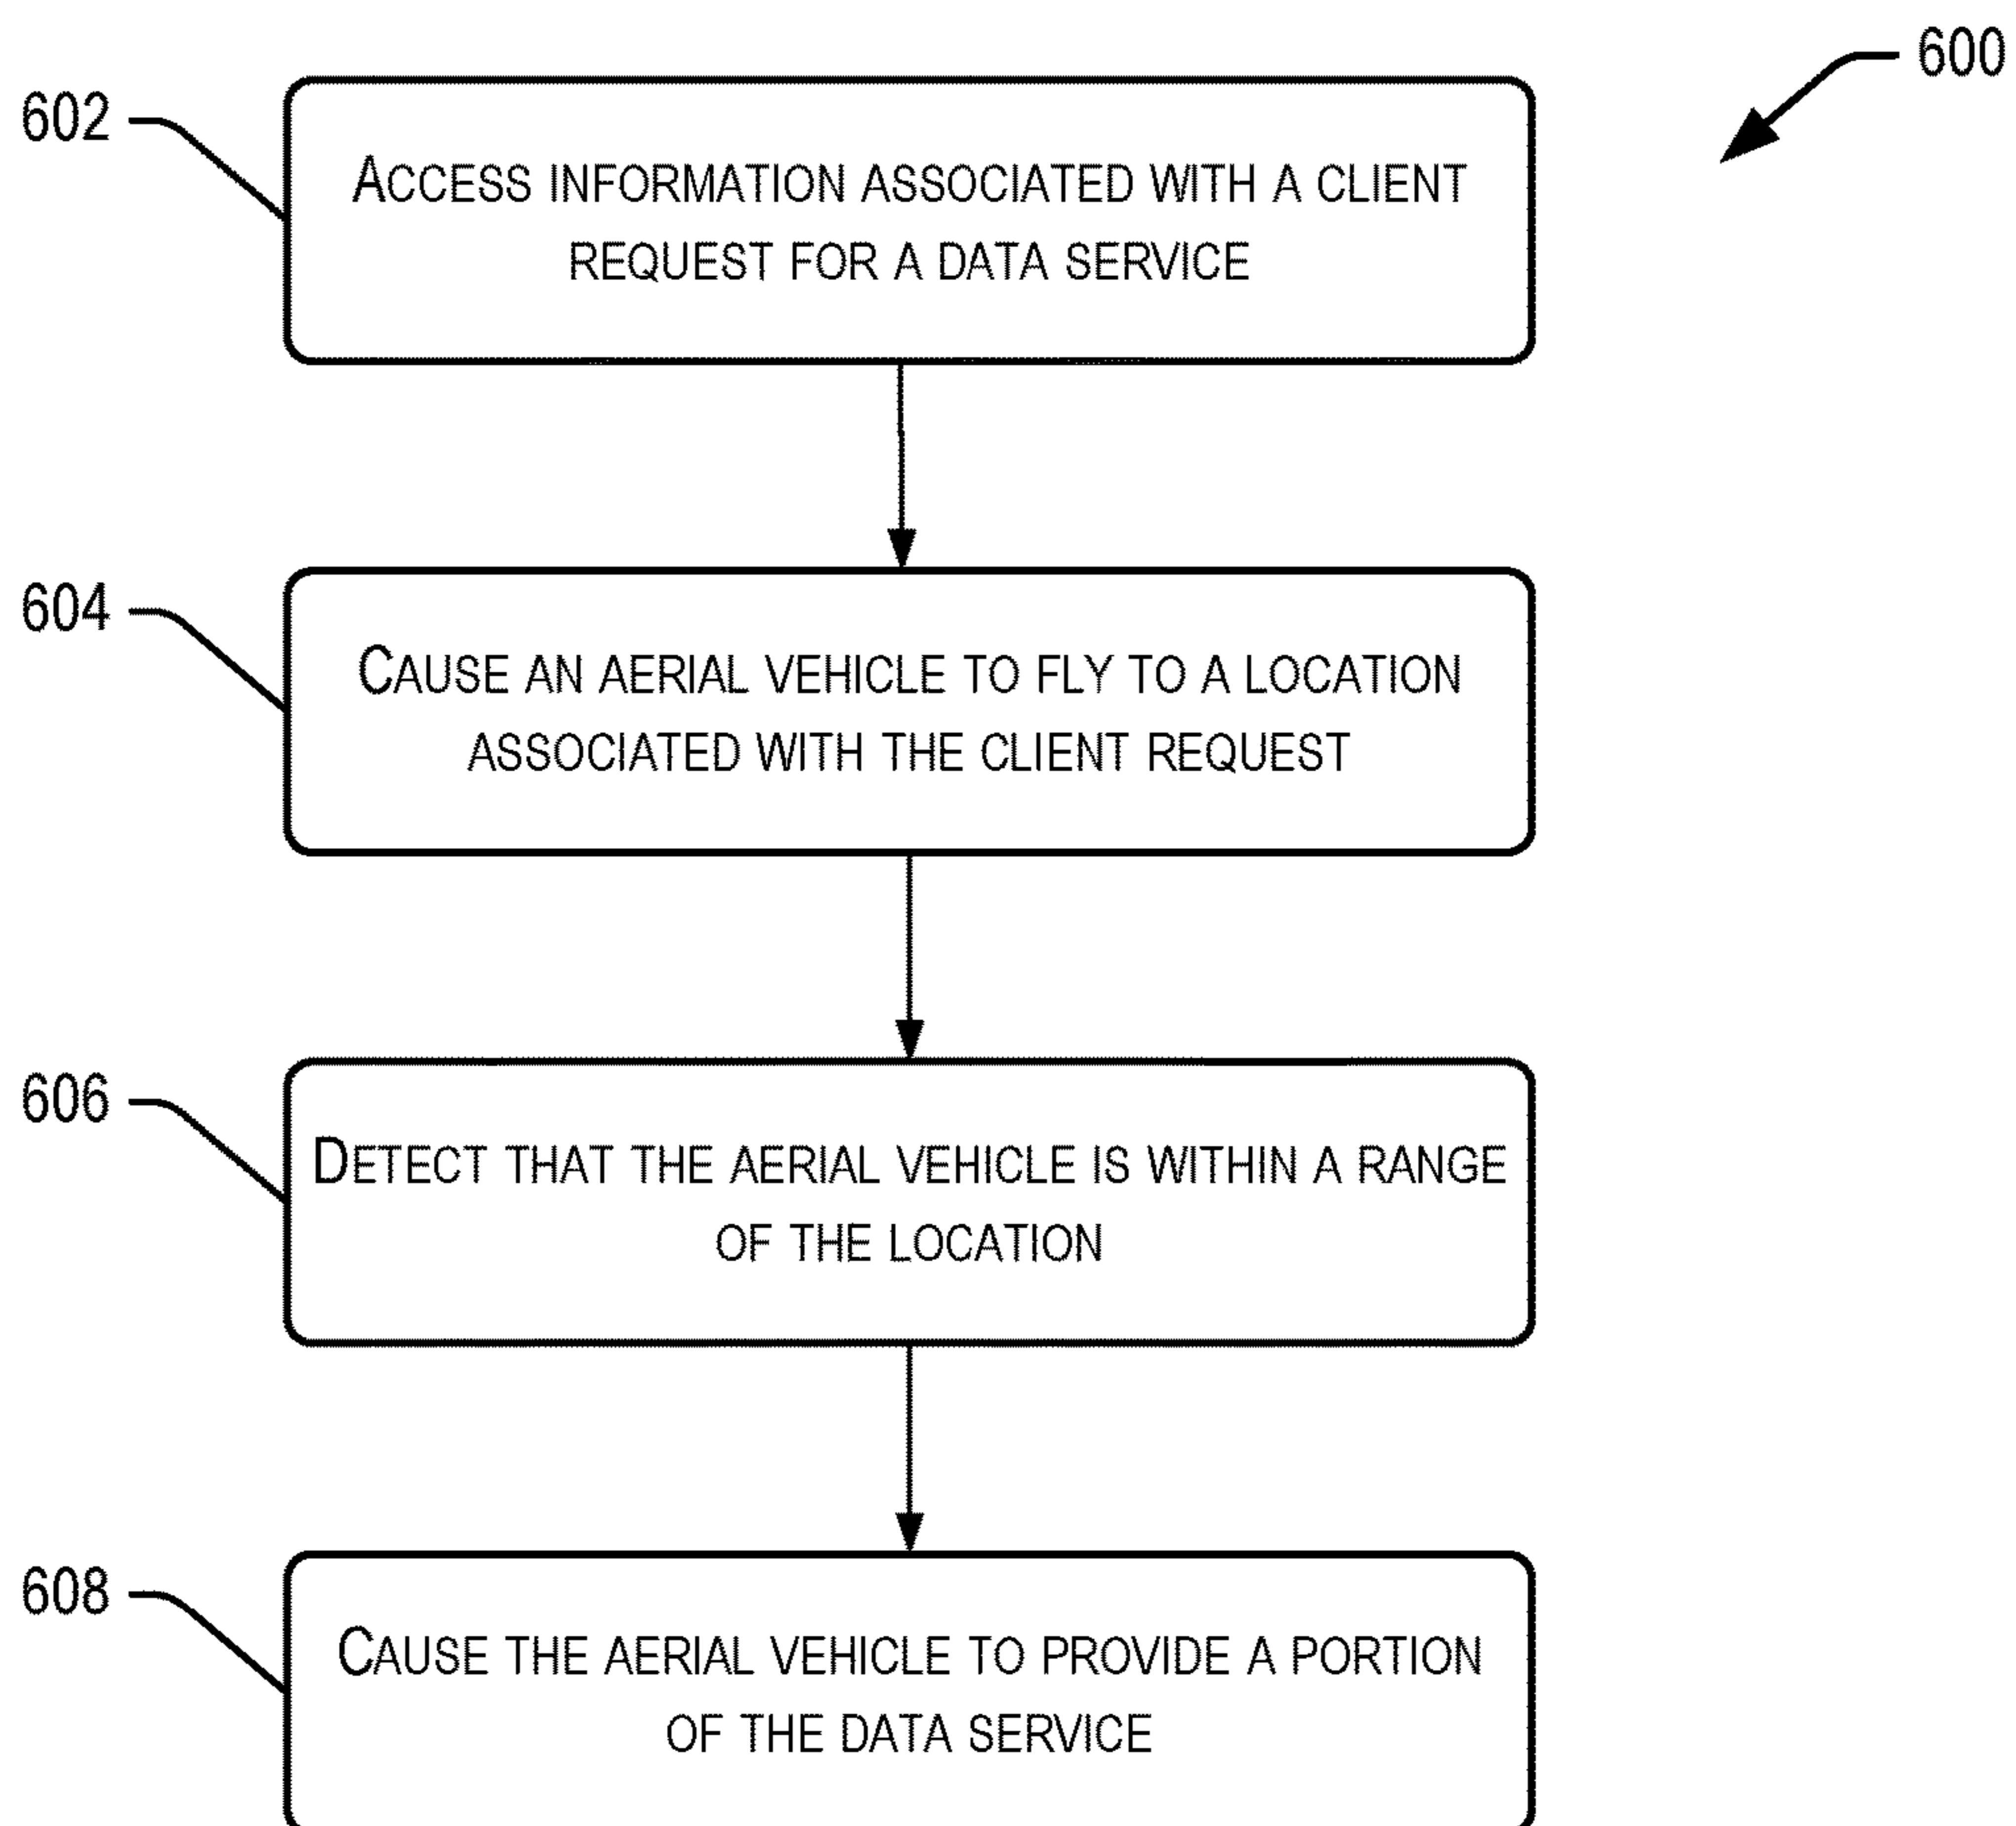 600
602
ACCESS INFORMATION ASSOCIATED WITH A CLIENT
REQUEST FOR A DATA SERVICE
604
CAUSE AN AERIAL VEHICLE TO FLY TO A LOCATION
ASSOCIATED WITH THE CLIENT REQUEST
606
DETECT THAT THE AERIAL VEHICLE IS WITHIN A RANGE
OF THE LOCATION
608
CAUSE THE AERIAL VEHICLE TO PROVIDE A PORTION
OF THE DATA SERVICE